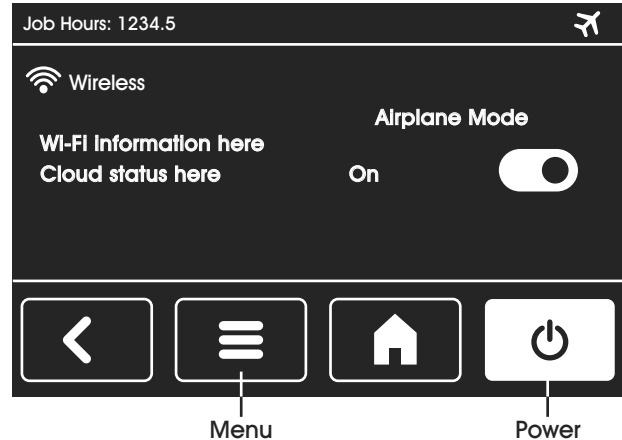 Job Hours: 1234.5
Wireless
Airplane Mode
Wi-Fi information here
Cloud status here
On
Menu
Power